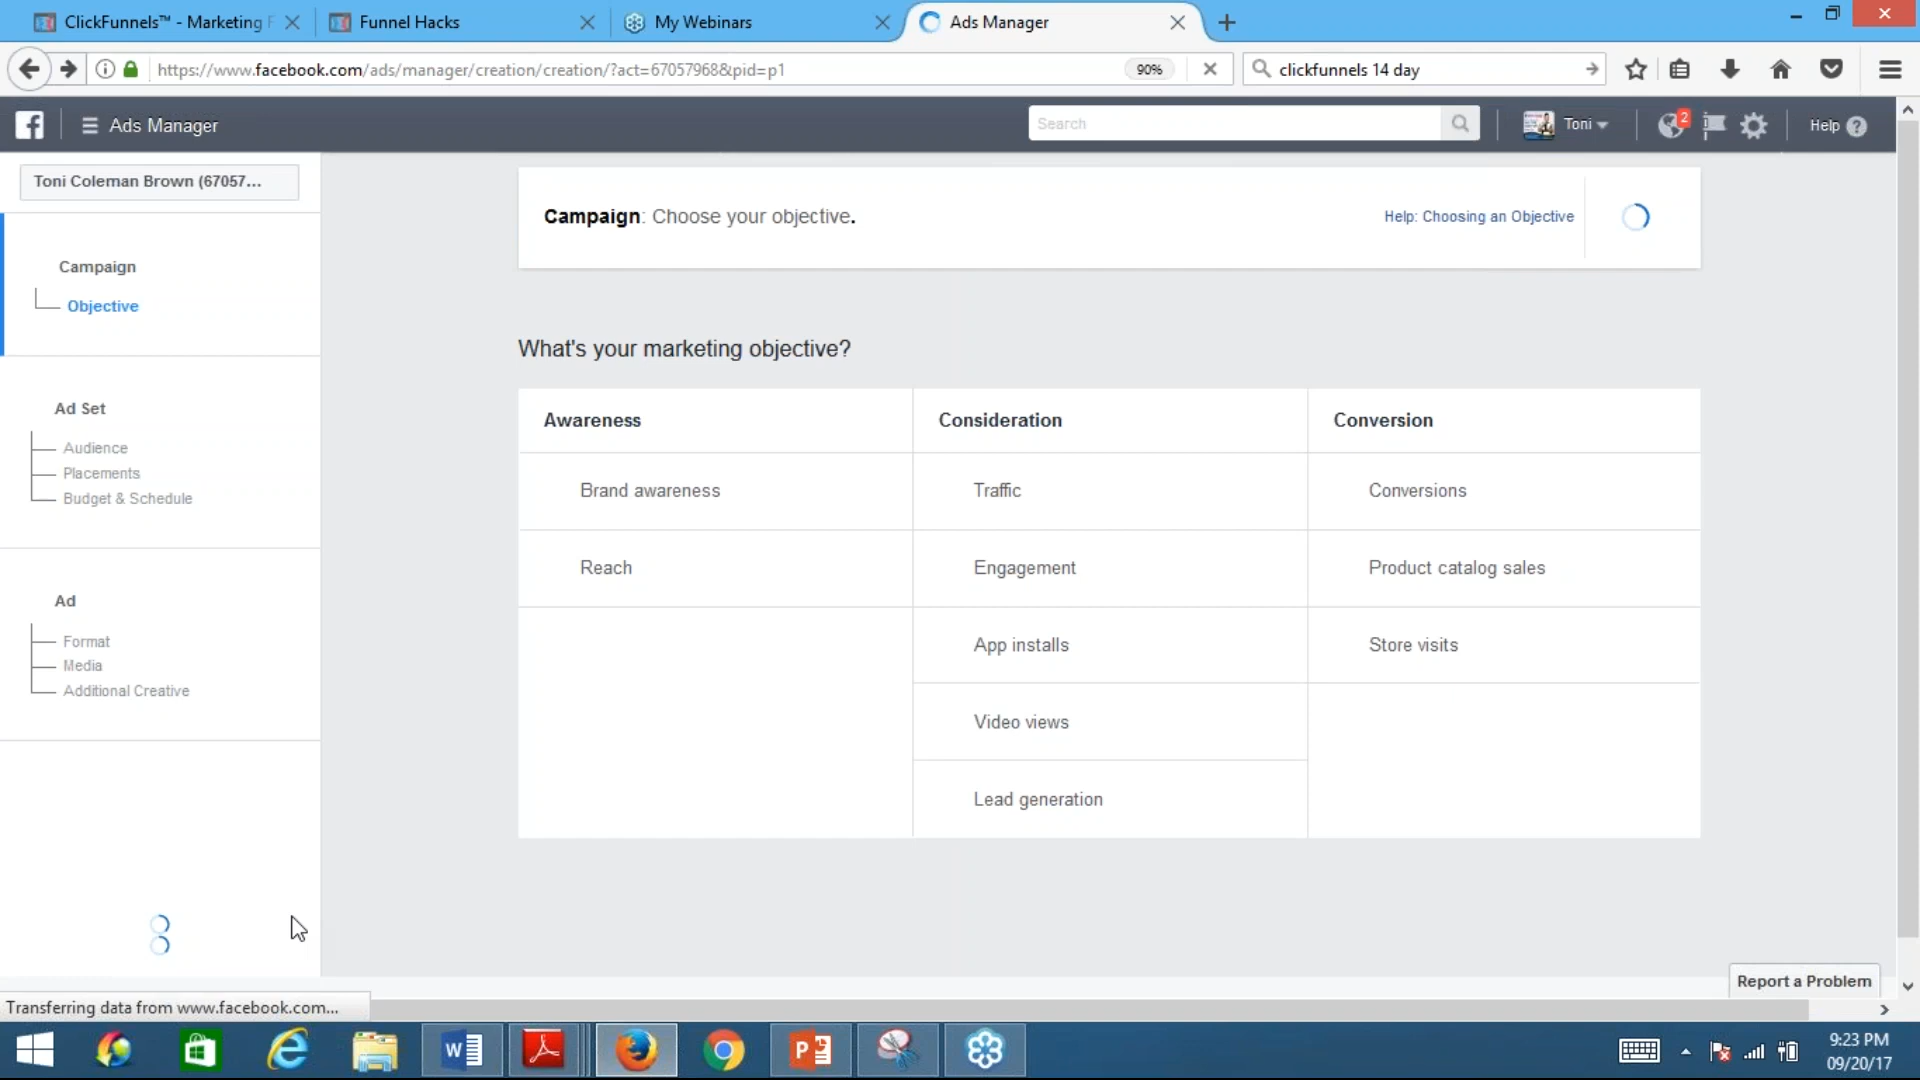 ClickFunnels™ - Marketing F
Funnel Hacks
My Webinars
Ads Manager
https://www.facebook.com/ads/manager/creation/creation/?act=67057968&pid=p1
90%
clickfunnels 14 day
Ads Manager
Search
Toni
2
Help
Toni Coleman Brown (67057...
Campaign
Objective
Ad Set
Audience
Placements
Budget & Schedule
Ad
Format
Media
Additional Creative
Campaign: Choose your objective.
Help: Choosing an Objective
What's your marketing objective?
Awareness
Consideration
Conversion
Brand awareness
Traffic
Conversions
Reach
Engagement
Product catalog sales
App installs
Store visits
Video views
Lead generation
Report a Problem
Transferring data from www.facebook.com...
9:23 PM
09/20/17